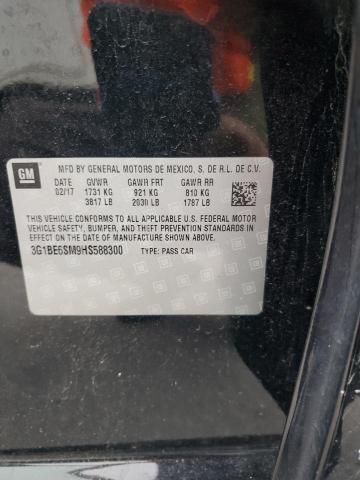 GM
MFD BY GENERAL MOTORS DE MEXICO, S. DE R.L. DE C.V.
DATE GVWR GAWR FRT GAWR RR
02/17 1731 KG 921 KG 810 KG
3817 LB 2030 LB 1787 LB
THIS VEHICLE CONFORMS TO ALL APPLICABLE U.S. FEDERAL MOTOR
VEHICLE SAFETY, BUMPER, AND THEFT PREVENTION STANDARDS
IN EFFECT ON THE DATE OF MANUFACTURE SHOWN ABOVE.
3G1BE6SM9HS588300 TYPE: PASS CAR